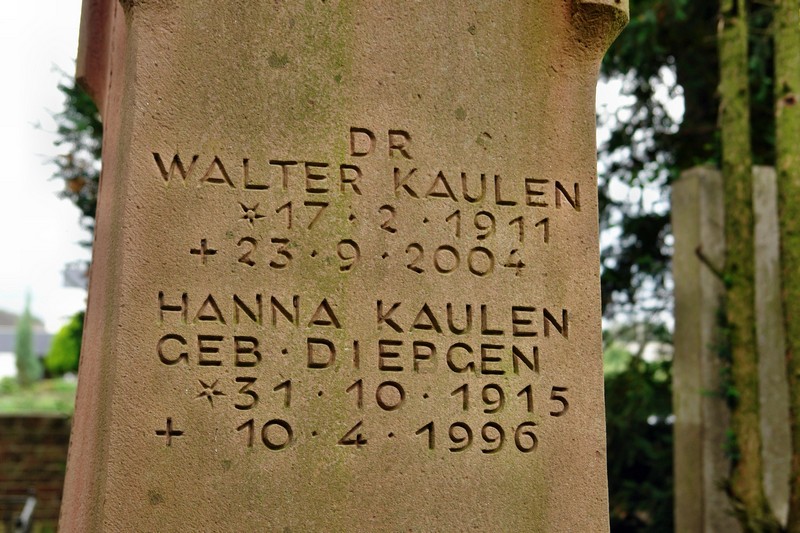 DR
WALTER KAULEN
* 17 · 2 · 1911
+ 23 · 9 · 2004
HANNA KAULEN
GEB · DIEPGEN
* 31 · 10 · 1915
+ 10 · 4 · 1996